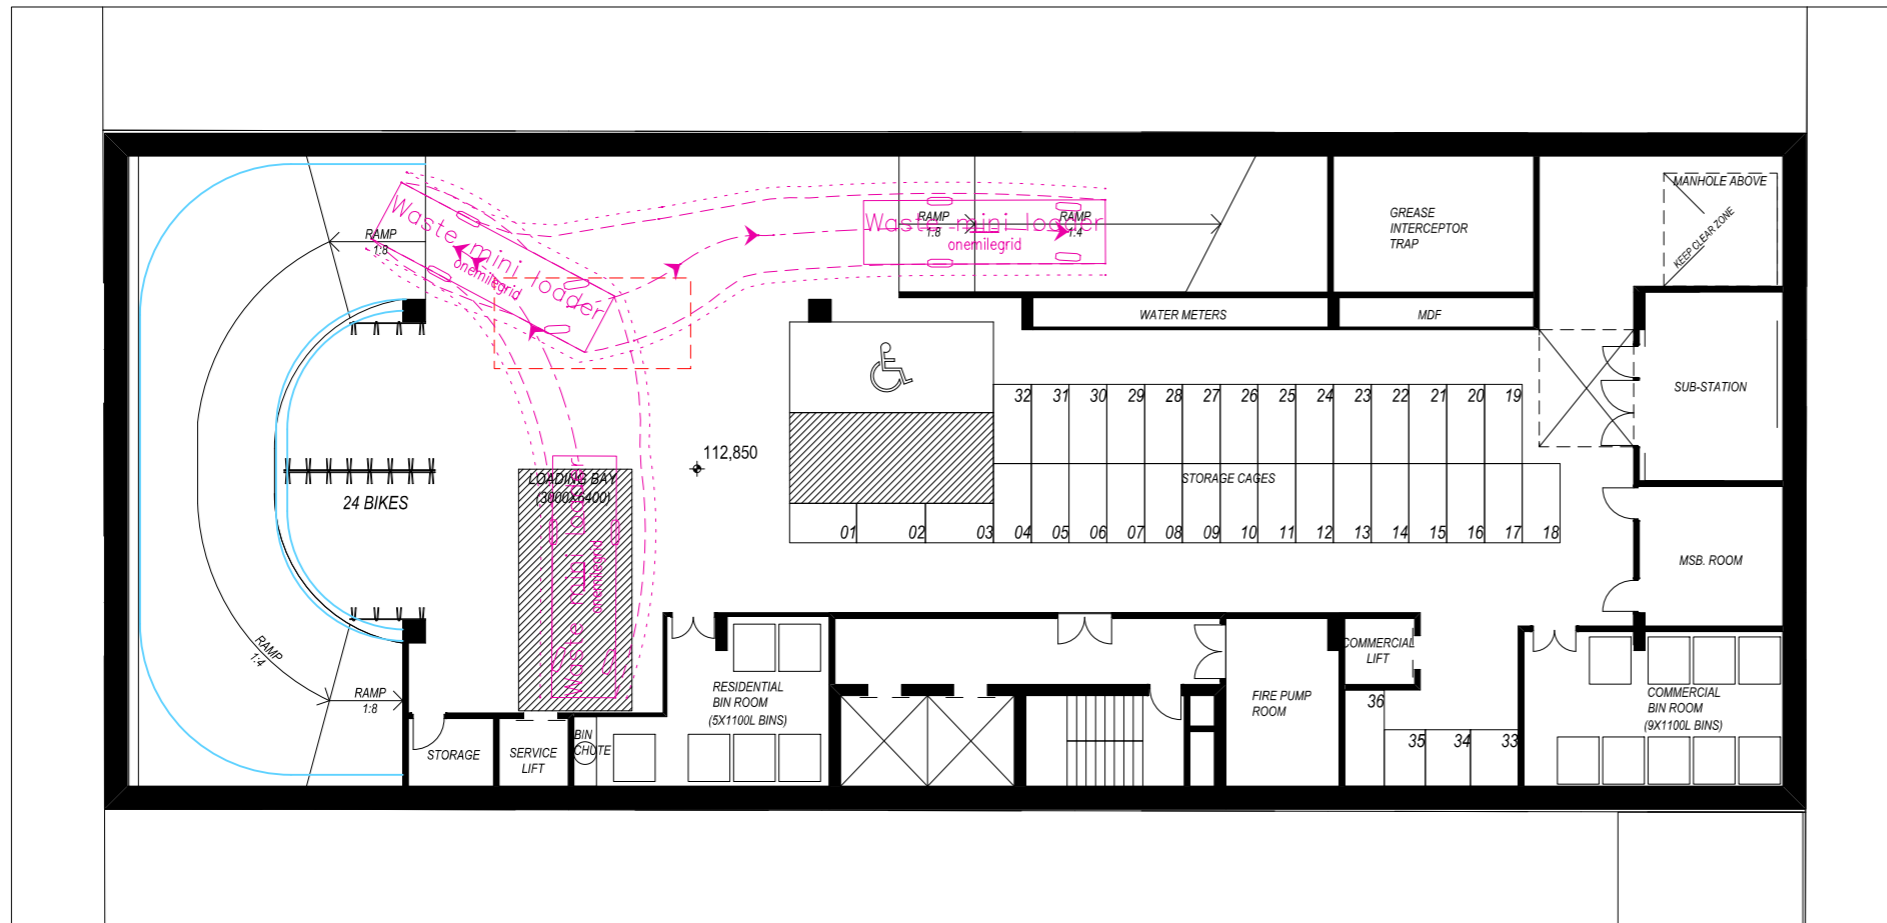 MANHOLE ABOVE
KEEP CLEAR ZONE
Waste mini loader
onemilegrid
RAMP
1:8
Waste mini loader
onemilegrid
RAMP
1:8
RAMP
1:4
GREASE
INTERCEPTOR
TRAP
WATER METERS
MDF
SUB-STATION
32 31 30 29 28 27 26 25 24 23 22 21 20 19
STORAGE CAGES
01 02 03 04 05 06 07 08 09 10 11 12 13 14 15 16 17 18
112,850
LOADING BAY
(3000X6400)
Waste mini loader
onemilegrid
24 BIKES
MSB. ROOM
RAMP
1:4
RAMP
1:8
STORAGE
SERVICE
LIFT
BIN
CHUTE
RESIDENTIAL
BIN ROOM
(5X1100L BINS)
FIRE PUMP
ROOM
COMMERCIAL
LIFT
36
35 34 33
COMMERCIAL
BIN ROOM
(9X1100L BINS)